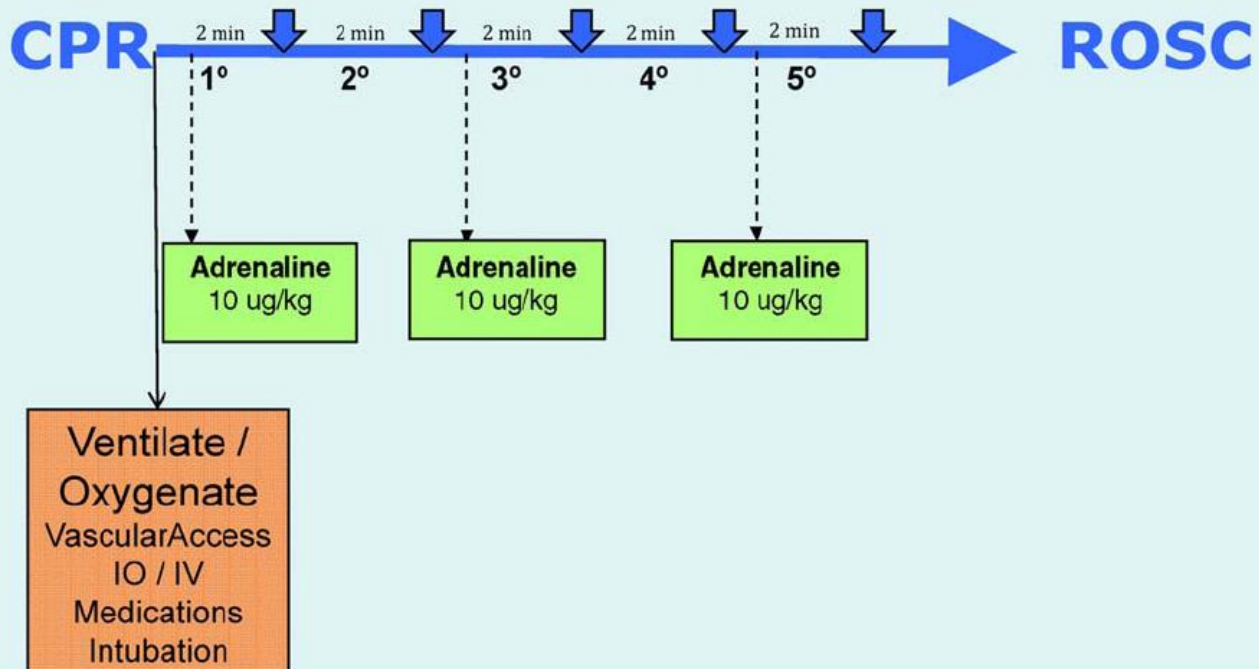 CPR
2 min
2 min
2 min
2 min
2 min
ROSC
1º
2º
3º
4º
5º
Adrenaline
10 ug/kg
Adrenaline
10 ug/kg
Adrenaline
10 ug/kg
Ventilate /
Oxygenate
VascularAccess
IO / IV
Medications
Intubation